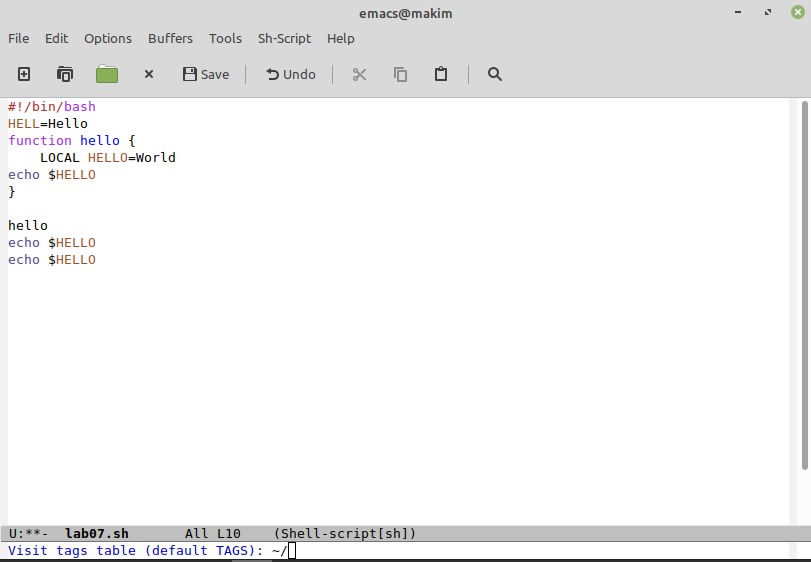 emacs@makim
File Edit Options Buffers Tools Sh-Script Help
Save Undo
#!/bin/bash
HELL=Hello
function hello {
    LOCAL HELLO=World
echo $HELLO
}
hello
echo $HELLO
echo $HELLO
U:**-  lab07.sh       All L10    (Shell-script[sh])
Visit tags table (default TAGS): ~/